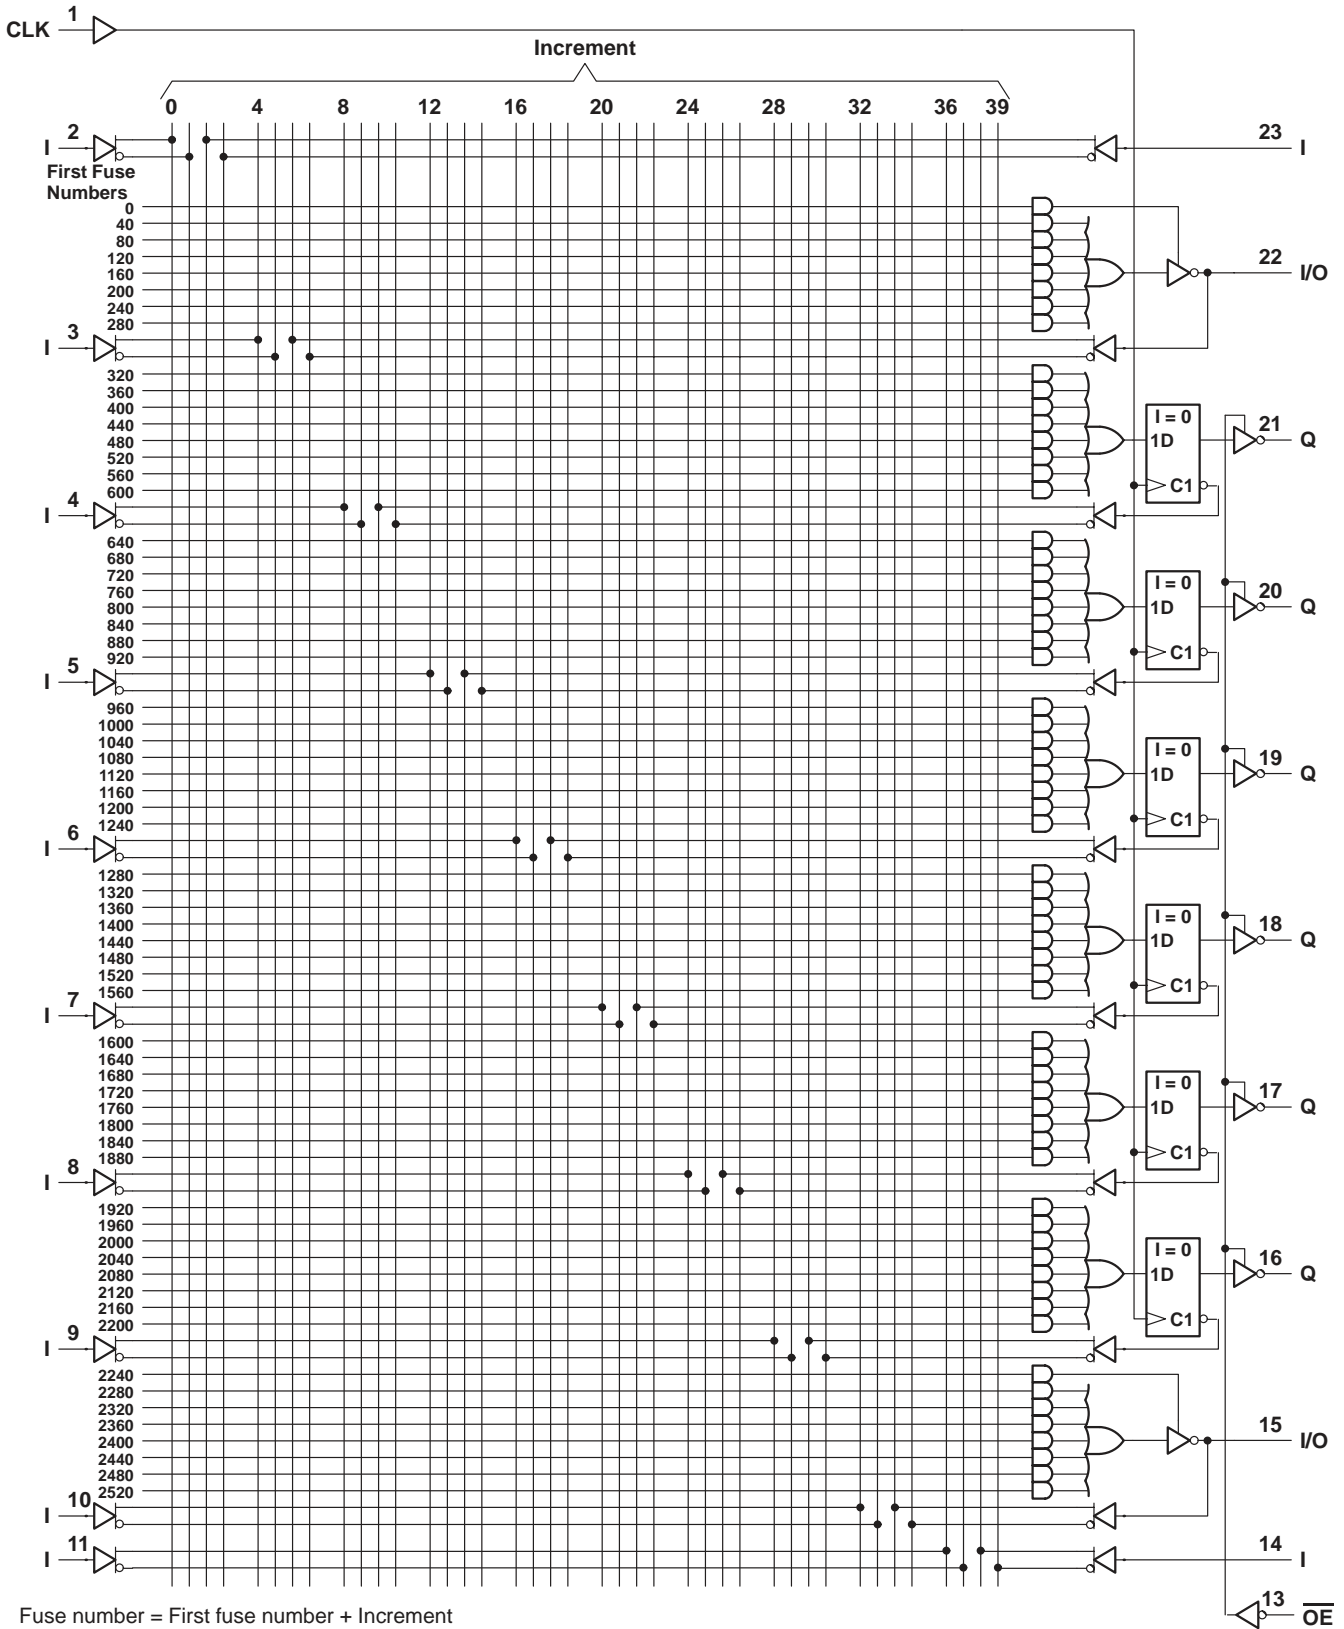 1
CLK
Increment
0 4 8 12 16 20 24 28 32 36 39
2 23
I I
First Fuse
Numbers
0
40
80
120
160 22 I/O
200
240
280
3
I
320
360
400 I = 0
440 1D 21 Q
480
520
560
600 C1
4
I
640
680
720 I = 0
760 1D 20 Q
800
840
880
920 C1
5
I
960
1000
1040 I = 0
1080 1D 19 Q
1120
1160
1200
1240 C1
6
I
1280
1320
1360 I = 0
1400 1D 18 Q
1440
1480
1520
1560 C1
7
I
1600
1640
1680 I = 0
1720 1D 17 Q
1760
1800
1840
1880 C1
8
I
1920
1960
2000 I = 0
2040 1D 16 Q
2080
2120
2160
2200 C1
9
I
2240
2280
2320
2360
2400 15 I/O
2440
2480
2520
10
I
11 14
I I
13 OE
Fuse number = First fuse number + Increment